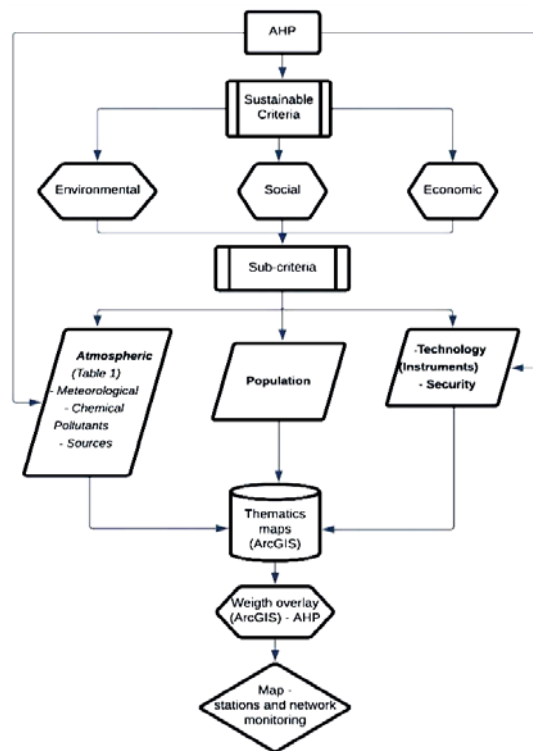 AHP
Sustainable
Criteria
Environmental
Social
Economic
Sub-criteria
Atmospheric
(Table 1)
- Meteorological
- Chemical
Pollutants
- Sources
Population
-Technology
(Instruments)
- Security
Thematics
maps
(ArcGIS)
Weigth overlay
(ArcGIS) - AHP
Map -
stations and network
monitoring